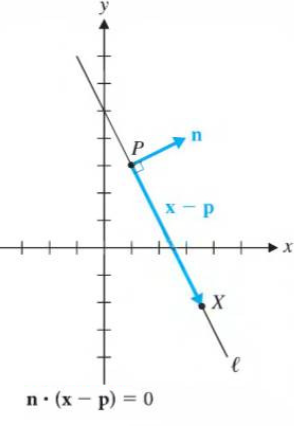 y
P
n
x − p
x
X
ℓ
n · (x − p) = 0